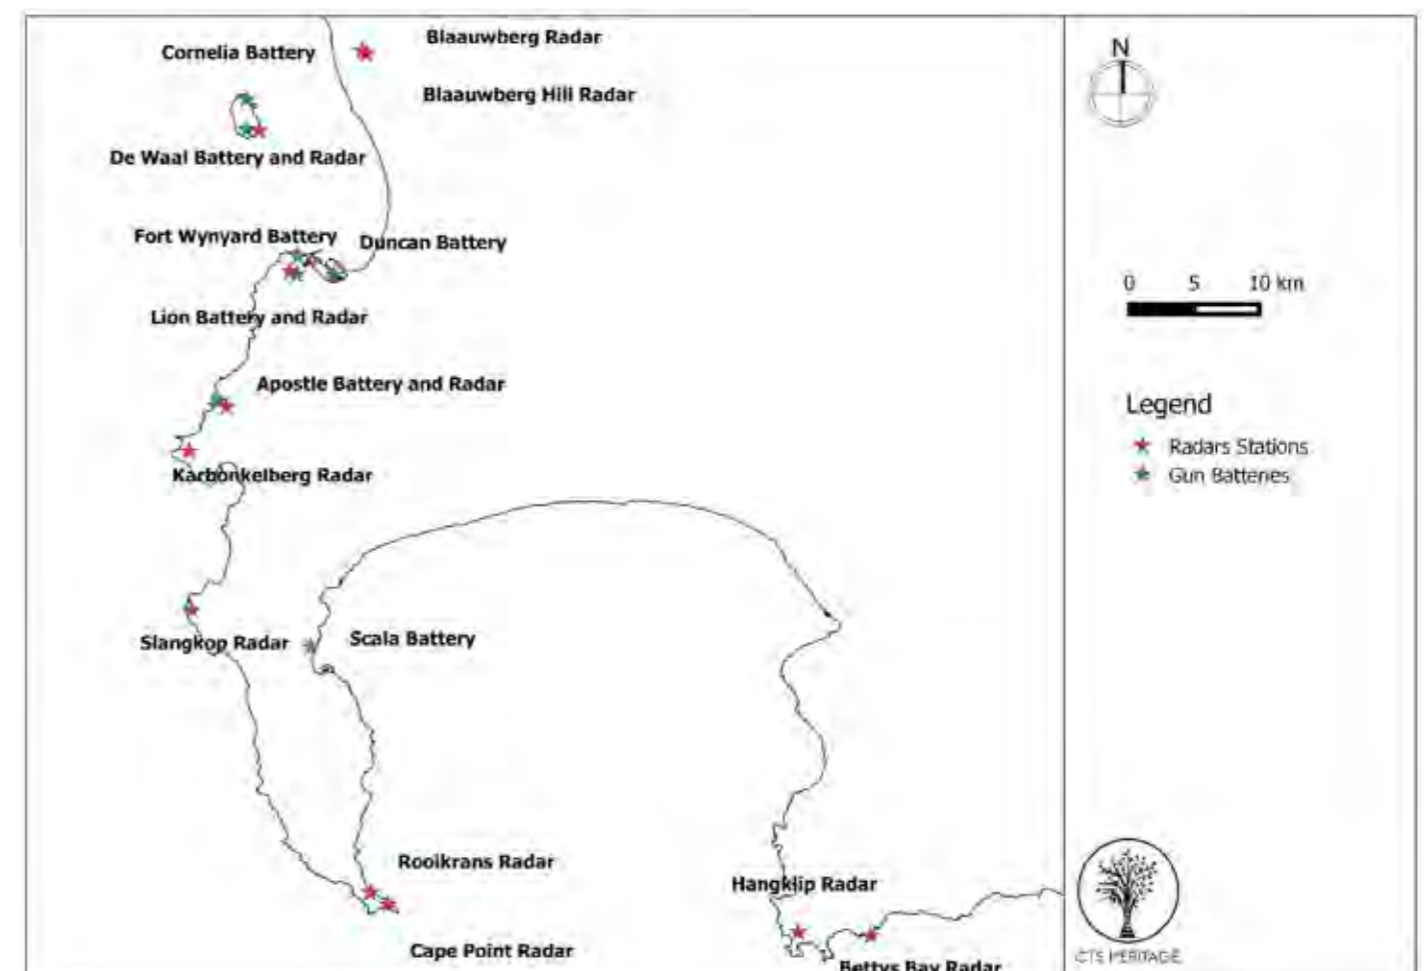 Cornelia Battery
Blaauwberg Radar
Blaauwberg Hill Radar
De Waal Battery and Radar
Fort Wynyard Battery
Duncan Battery
Lion Battery and Radar
Apostle Battery and Radar
Karbonkelberg Radar
Slangkop Radar
Scala Battery
Rooikrans Radar
Cape Point Radar
Hangklip Radar
Bettys Bay Radar
N
0 5 10 km
Legend
Radars Stations
Gun Batteries
CTS HERITAGE